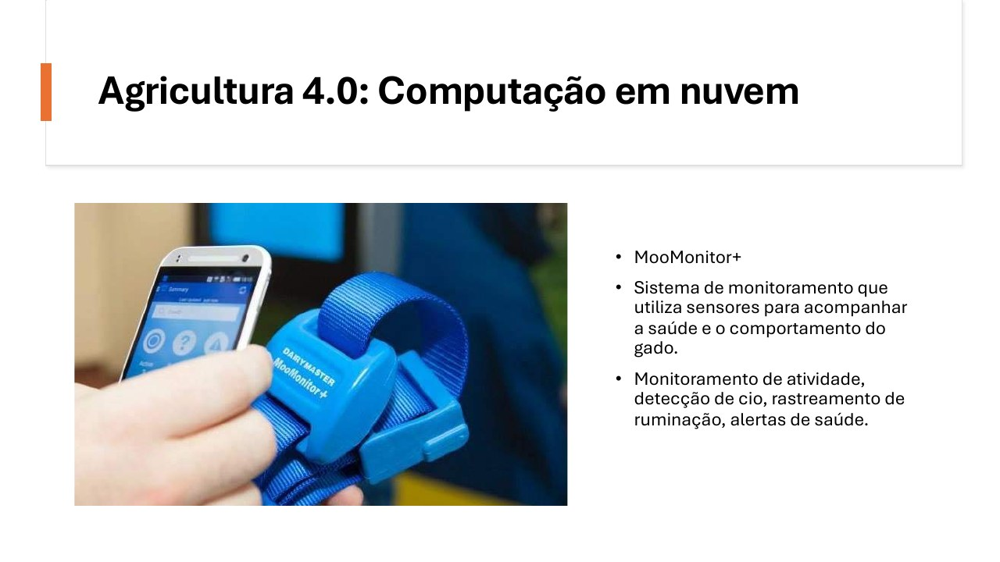 Agricultura 4.0: Computação em nuvem
Summary
DAIRYMASTER
MooMonitor+
• MooMonitor+
• Sistema de monitoramento que
utiliza sensores para acompanhar
a saúde e o comportamento do
gado.
• Monitoramento de atividade,
detecção de cio, rastreamento de
ruminação, alertas de saúde.